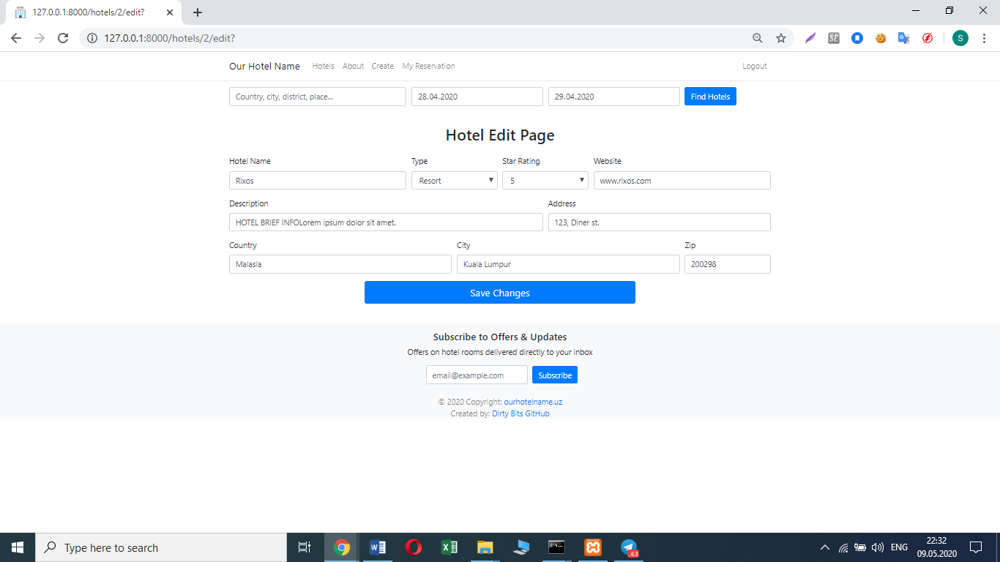 127.0.0.1:8000/hotels/2/edit?
127.0.0.1:8000/hotels/2/edit?
S
Our Hotel Name Hotels About Create My Reservation Logout
Country, city, district, place... 28.04.2020 29.04.2020 Find Hotels
Hotel Edit Page
Hotel Name Type Star Rating Website
Rixos Resort 5 www.rixos.com
Description Address
HOTEL BRIEF INFOLorem ipsum dolor sit amet. 123, Diner st.
Country City Zip
Malasia Kuala Lumpur 200298
Save Changes
Subscribe to Offers & Updates
Offers on hotel rooms delivered directly to your inbox
email@example.com Subscribe
© 2020 Copyright: ourhotelname.uz
Created by: Dirty Bits GitHub
Type here to search
.63
ENG
22:32
09.05.2020